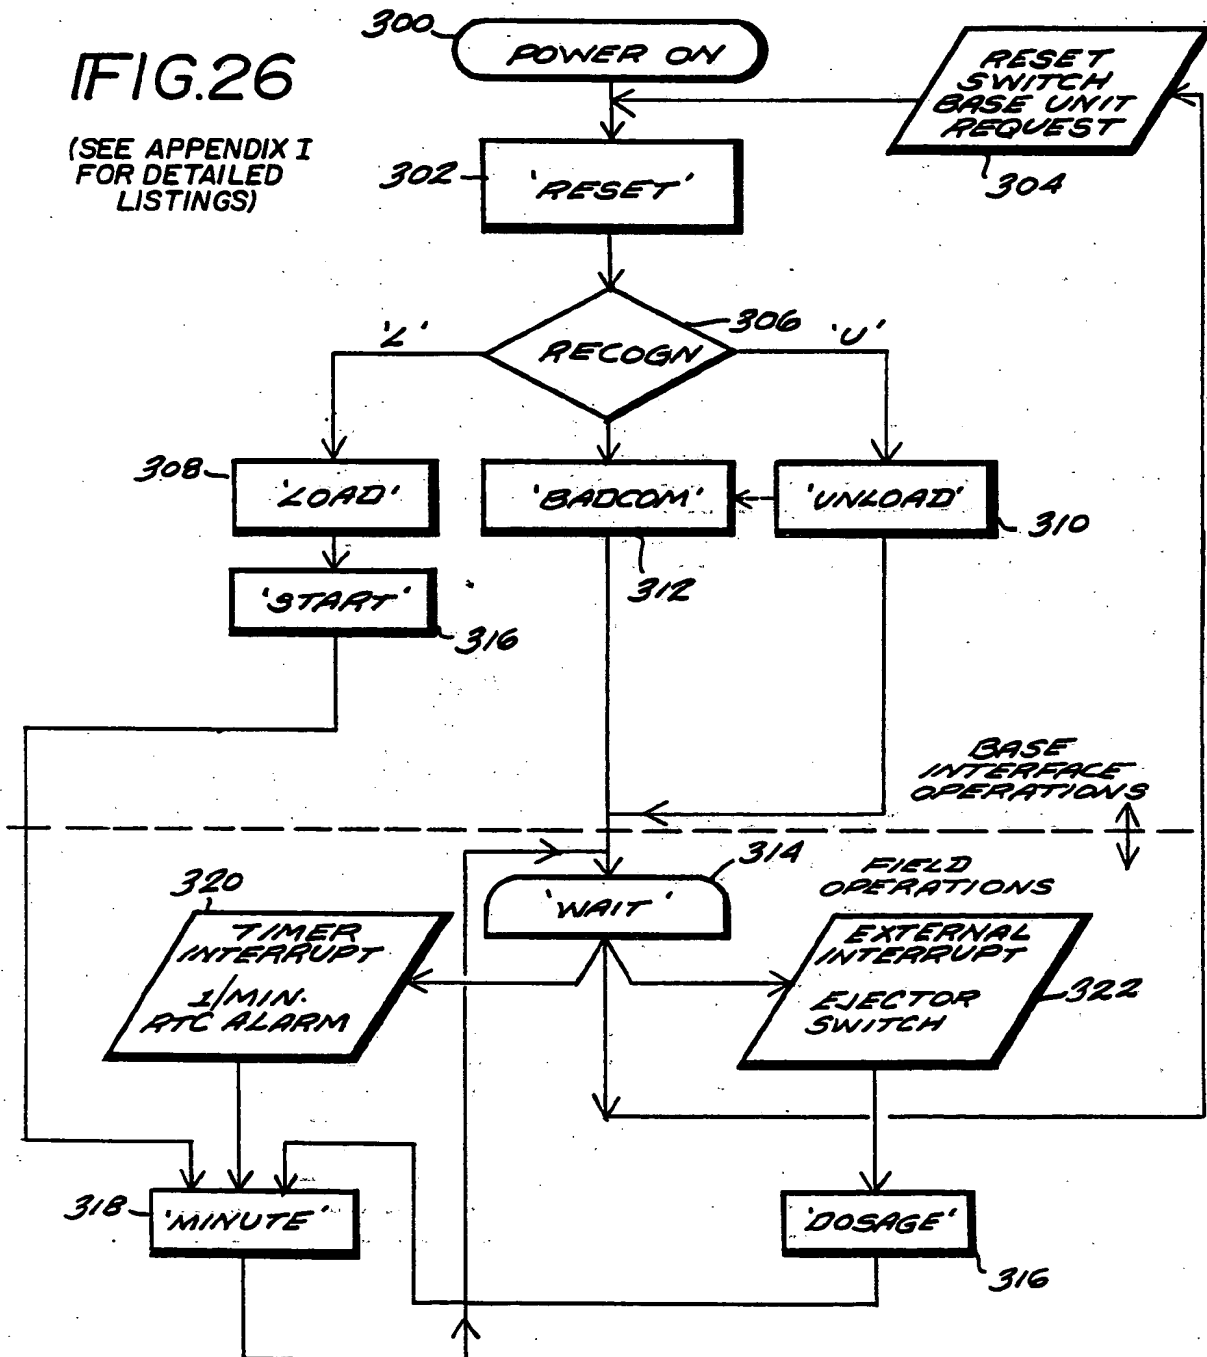 FIG.26
(SEE APPENDIX I
FOR DETAILED
LISTINGS)
300
POWER ON
RESET
SWITCH
BASE UNIT
REQUEST
304
302
'RESET'
306
'L'
RECOGN
'U'
308
'LOAD'
'BADCOM'
'UNLOAD'
310
312
'START'
316
BASE
INTERFACE
OPERATIONS
314
FIELD
OPERATIONS
320
'WAIT'
TIMER
INTERRUPT
1/MIN.
RTC ALARM
EXTERNAL
INTERRUPT
EJECTOR
SWITCH
322
318
'MINUTE'
'DOSAGE'
316